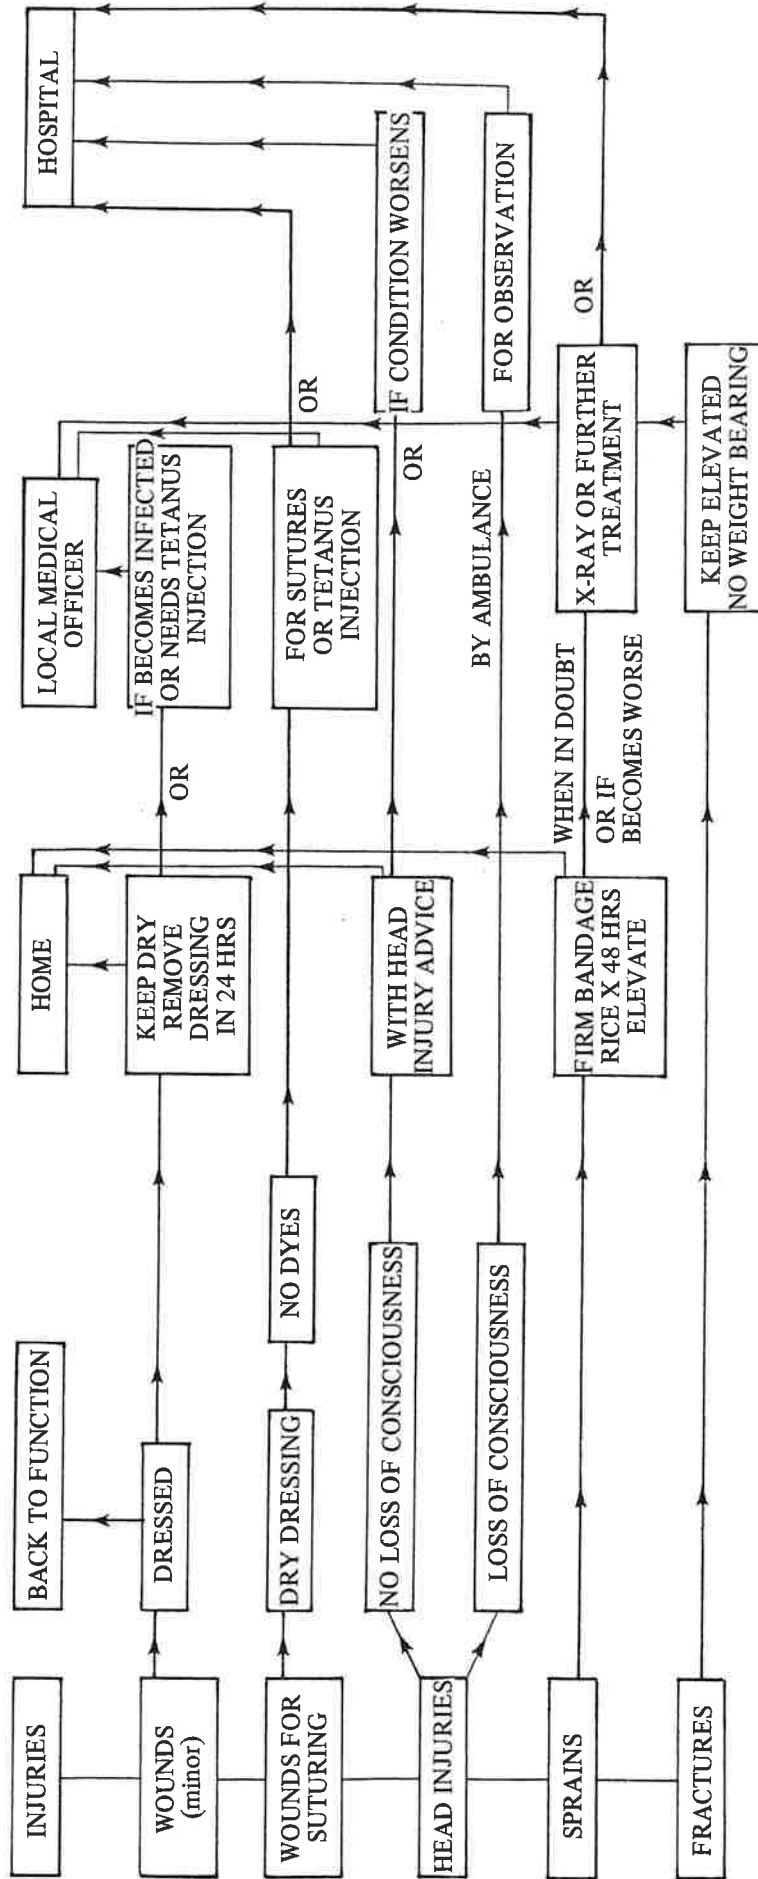 INJURIES
BACK TO FUNCTION
HOME
LOCAL MEDICAL
OFFICER
HOSPITAL
WOUNDS
(minor)
DRESSED
KEEP DRY
REMOVE
DRESSING
IN 24 HRS
OR
IF BECOMES INFECTED
OR NEEDS TETANUS
INJECTION
WOUNDS FOR
SUTURING
DRY DRESSING
NO DYES
FOR SUTURES
OR TETANUS
INJECTION
OR
HEAD INJURIES
NO LOSS OF CONSCIOUSNESS
WITH HEAD
INJURY ADVICE
OR
IF CONDITION WORSENS
LOSS OF CONSCIOUSNESS
BY AMBULANCE
FOR OBSERVATION
SPRAINS
FIRM BANDAGE
RICE X 48 HRS
ELEVATE
WHEN IN DOUBT
OR IF
BECOMES WORSE
X-RAY OR FURTHER
TREATMENT
OR
FRACTURES
KEEP ELEVATED
NO WEIGHT BEARING